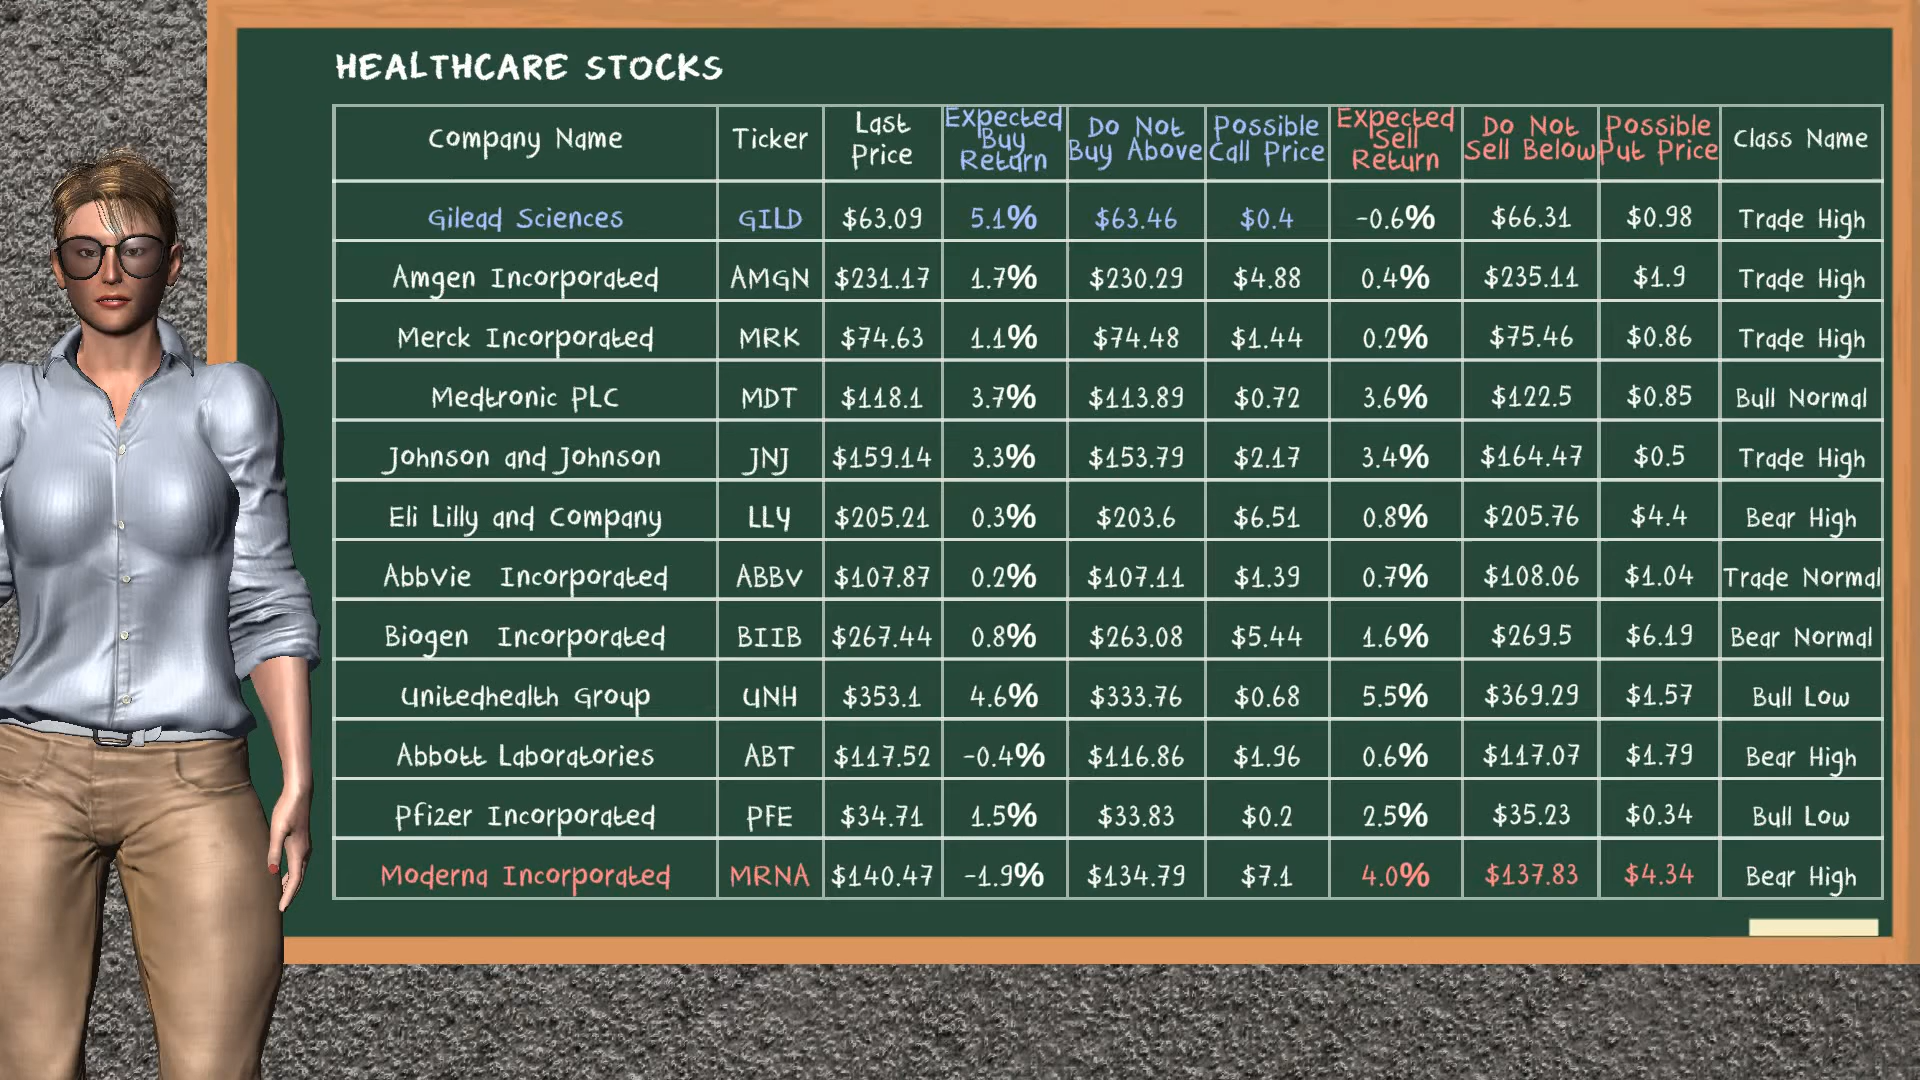 HEALTHCARE STOCKS
Company Name Ticker Last Price Expected Buy Return Do Not Buy Above Possible Call Price Expected Sell Return Do Not Sell Below Possible Put Price Class Name
Gilead Sciences GILD $63.09 5.1% $63.46 $0.4 -0.6% $66.31 $0.98 Trade High
Amgen Incorporated AMGN $231.17 1.7% $230.29 $4.88 0.4% $235.11 $1.9 Trade High
Merck Incorporated MRK $74.63 1.1% $74.48 $1.44 0.2% $75.46 $0.86 Trade High
Medtronic PLC MDT $118.1 3.7% $113.89 $0.72 3.6% $122.5 $0.85 Bull Normal
Johnson and Johnson JNJ $159.14 3.3% $153.79 $2.17 3.4% $164.47 $0.5 Trade High
Eli Lilly and Company LLY $205.21 0.3% $203.6 $6.51 0.8% $205.76 $4.4 Bear High
AbbVie Incorporated ABBV $107.87 0.2% $107.11 $1.39 0.7% $108.06 $1.04 Trade Normal
Biogen Incorporated BIIB $267.44 0.8% $263.08 $5.44 1.6% $269.5 $6.19 Bear Normal
Unitedhealth Group UNH $353.1 4.6% $333.76 $0.68 5.5% $369.29 $1.57 Bull Low
Abbott Laboratories ABT $117.52 -0.4% $116.86 $1.96 0.6% $117.07 $1.79 Bear High
Pfizer Incorporated PFE $34.71 1.5% $33.83 $0.2 2.5% $35.23 $0.34 Bull Low
Moderna Incorporated MRNA $140.47 -1.9% $134.79 $7.1 4.0% $137.83 $4.34 Bear High